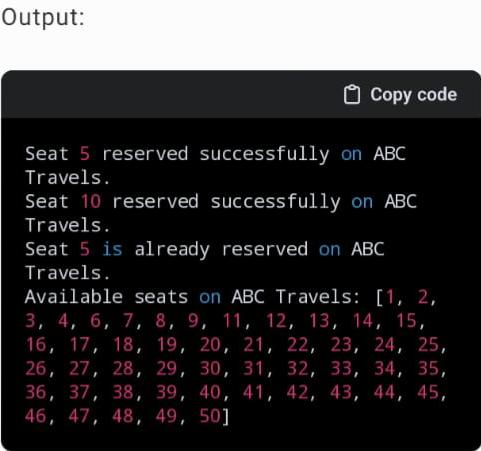 Output:
Copy code
Seat 5 reserved successfully on ABC
Travels.
Seat 10 reserved successfully on ABC
Travels.
Seat 5 is already reserved on ABC
Travels.
Available seats on ABC Travels: [1, 2,
3, 4, 6, 7, 8, 9, 11, 12, 13, 14, 15,
16, 17, 18, 19, 20, 21, 22, 23, 24, 25,
26, 27, 28, 29, 30, 31, 32, 33, 34, 35,
36, 37, 38, 39, 40, 41, 42, 43, 44, 45,
46, 47, 48, 49, 50]